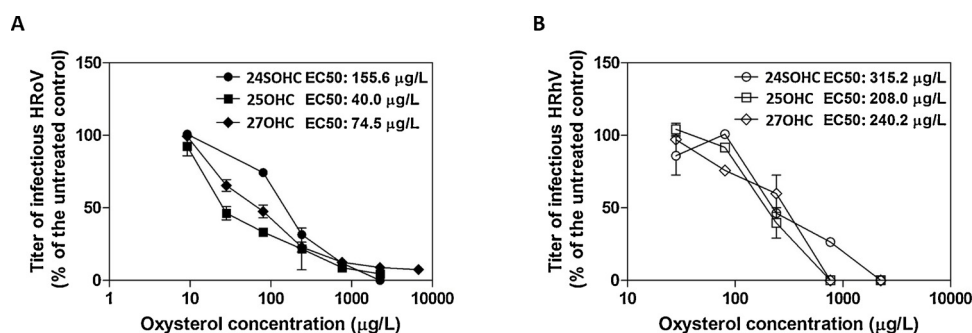 A
Titer of infectious HRoV
(% of the untreated control)
150
100
50
0
24SOHC EC50: 155.6 μg/L
25OHC EC50: 40.0 μg/L
27OHC EC50: 74.5 μg/L
1 10 100 1000 10000
Oxysterol concentration (μg/L)
B
Titer of infectious HRhV
(% of the untreated control)
150
100
50
0
24SOHC EC50: 315.2 μg/L
25OHC EC50: 208.0 μg/L
27OHC EC50: 240.2 μg/L
10 100 1000 10000
Oxysterol concentration (μg/L)